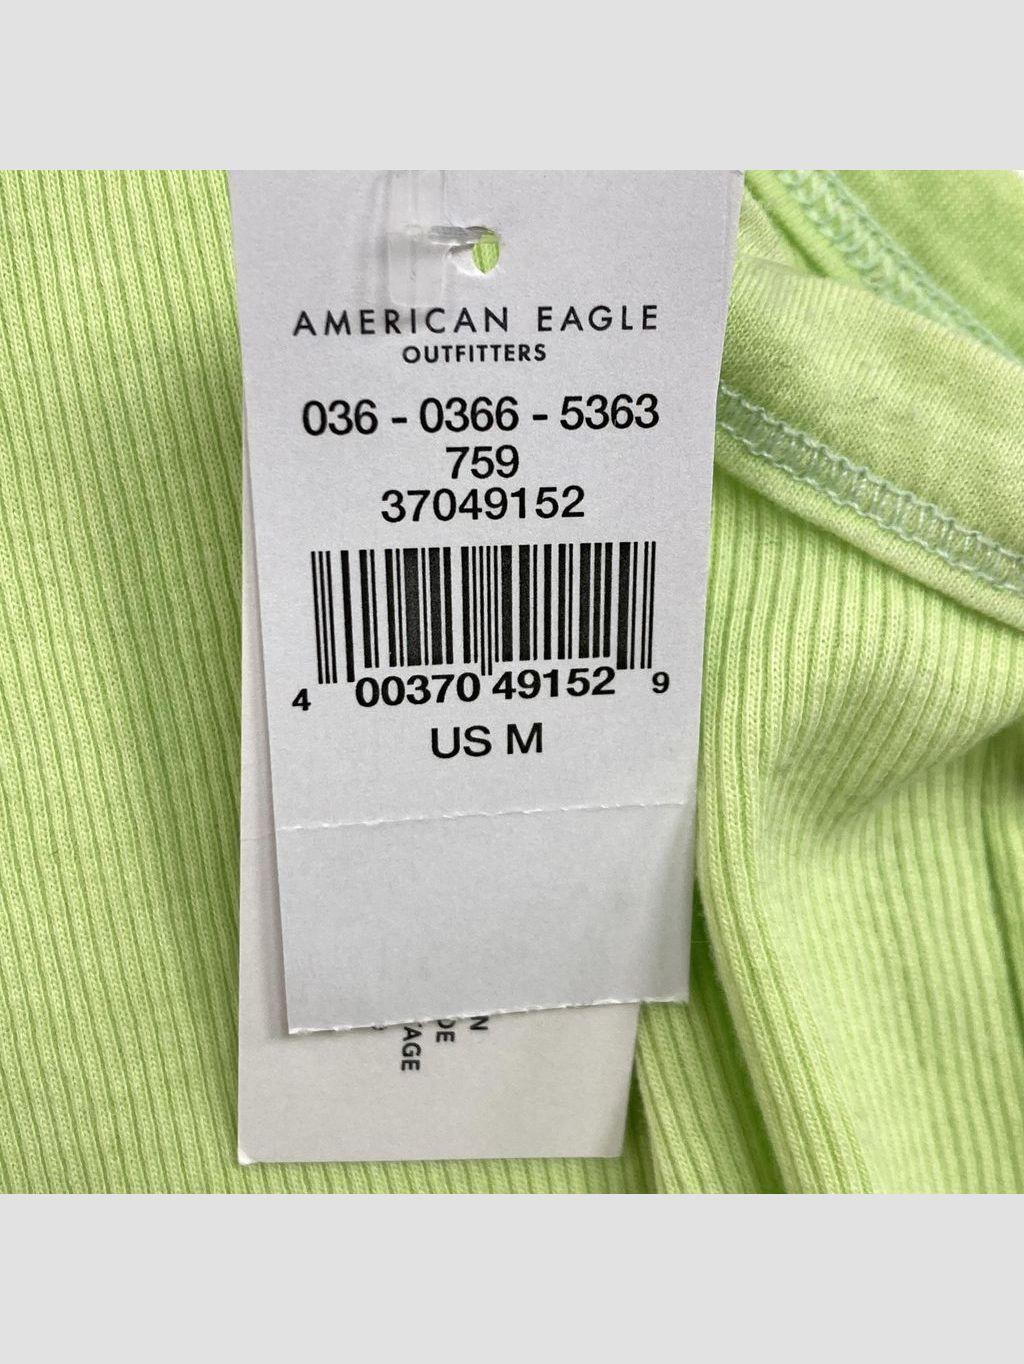 AMERICAN EAGLE
OUTFITTERS
036 - 0366 - 5363
759
37049152
4 00370 49152 9
US M